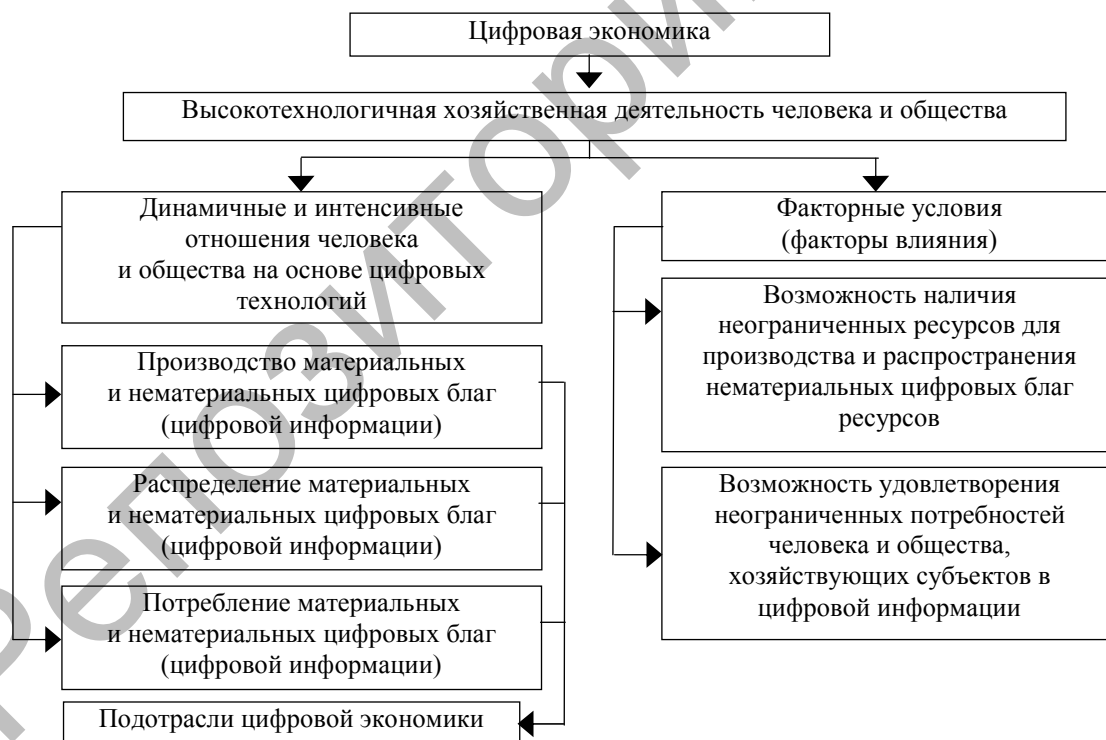 Цифровая экономика
Высокотехнологичная хозяйственная деятельность человека и общества
Динамичные и интенсивные
отношения человека
и общества на основе цифровых
технологий
Производство материальных
и нематериальных цифровых благ
(цифровой информации)
Распределение материальных
и нематериальных цифровых благ
(цифровой информации)
Потребление материальных
и нематериальных цифровых благ
(цифровой информации)
Подотрасли цифровой экономики
Факторные условия
(факторы влияния)
Возможность наличия
неограниченных ресурсов для
производства и распространения
нематериальных цифровых благ
ресурсов
Возможность удовлетворения
неограниченных потребностей
человека и общества,
хозяйствующих субъектов в
цифровой информации
Репозитори